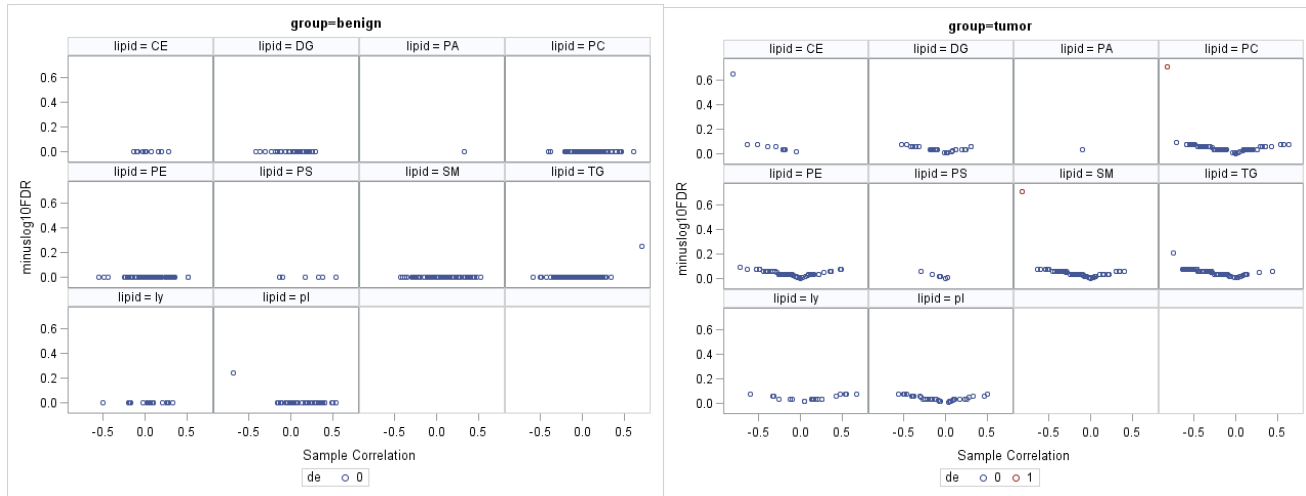 group=benign
lipid = CE lipid = DG lipid = PA lipid = PC
0.6
0.4
0.2
0.0
lipid = PE lipid = PS lipid = SM lipid = TG
0.6
0.4
0.2
0.0
lipid = ly lipid = pl
0.6
0.4
0.2
0.0
minuslog10FDR
-0.5 0.0 0.5 -0.5 0.0 0.5 -0.5 0.0 0.5 -0.5 0.0 0.5
Sample Correlation
de 0
group=tumor
lipid = CE lipid = DG lipid = PA lipid = PC
0.6
0.4
0.2
0.0
lipid = PE lipid = PS lipid = SM lipid = TG
0.6
0.4
0.2
0.0
lipid = ly lipid = pl
0.6
0.4
0.2
0.0
minuslog10FDR
-0.5 0.0 0.5 -0.5 0.0 0.5 -0.5 0.0 0.5 -0.5 0.0 0.5
Sample Correlation
de 0 1